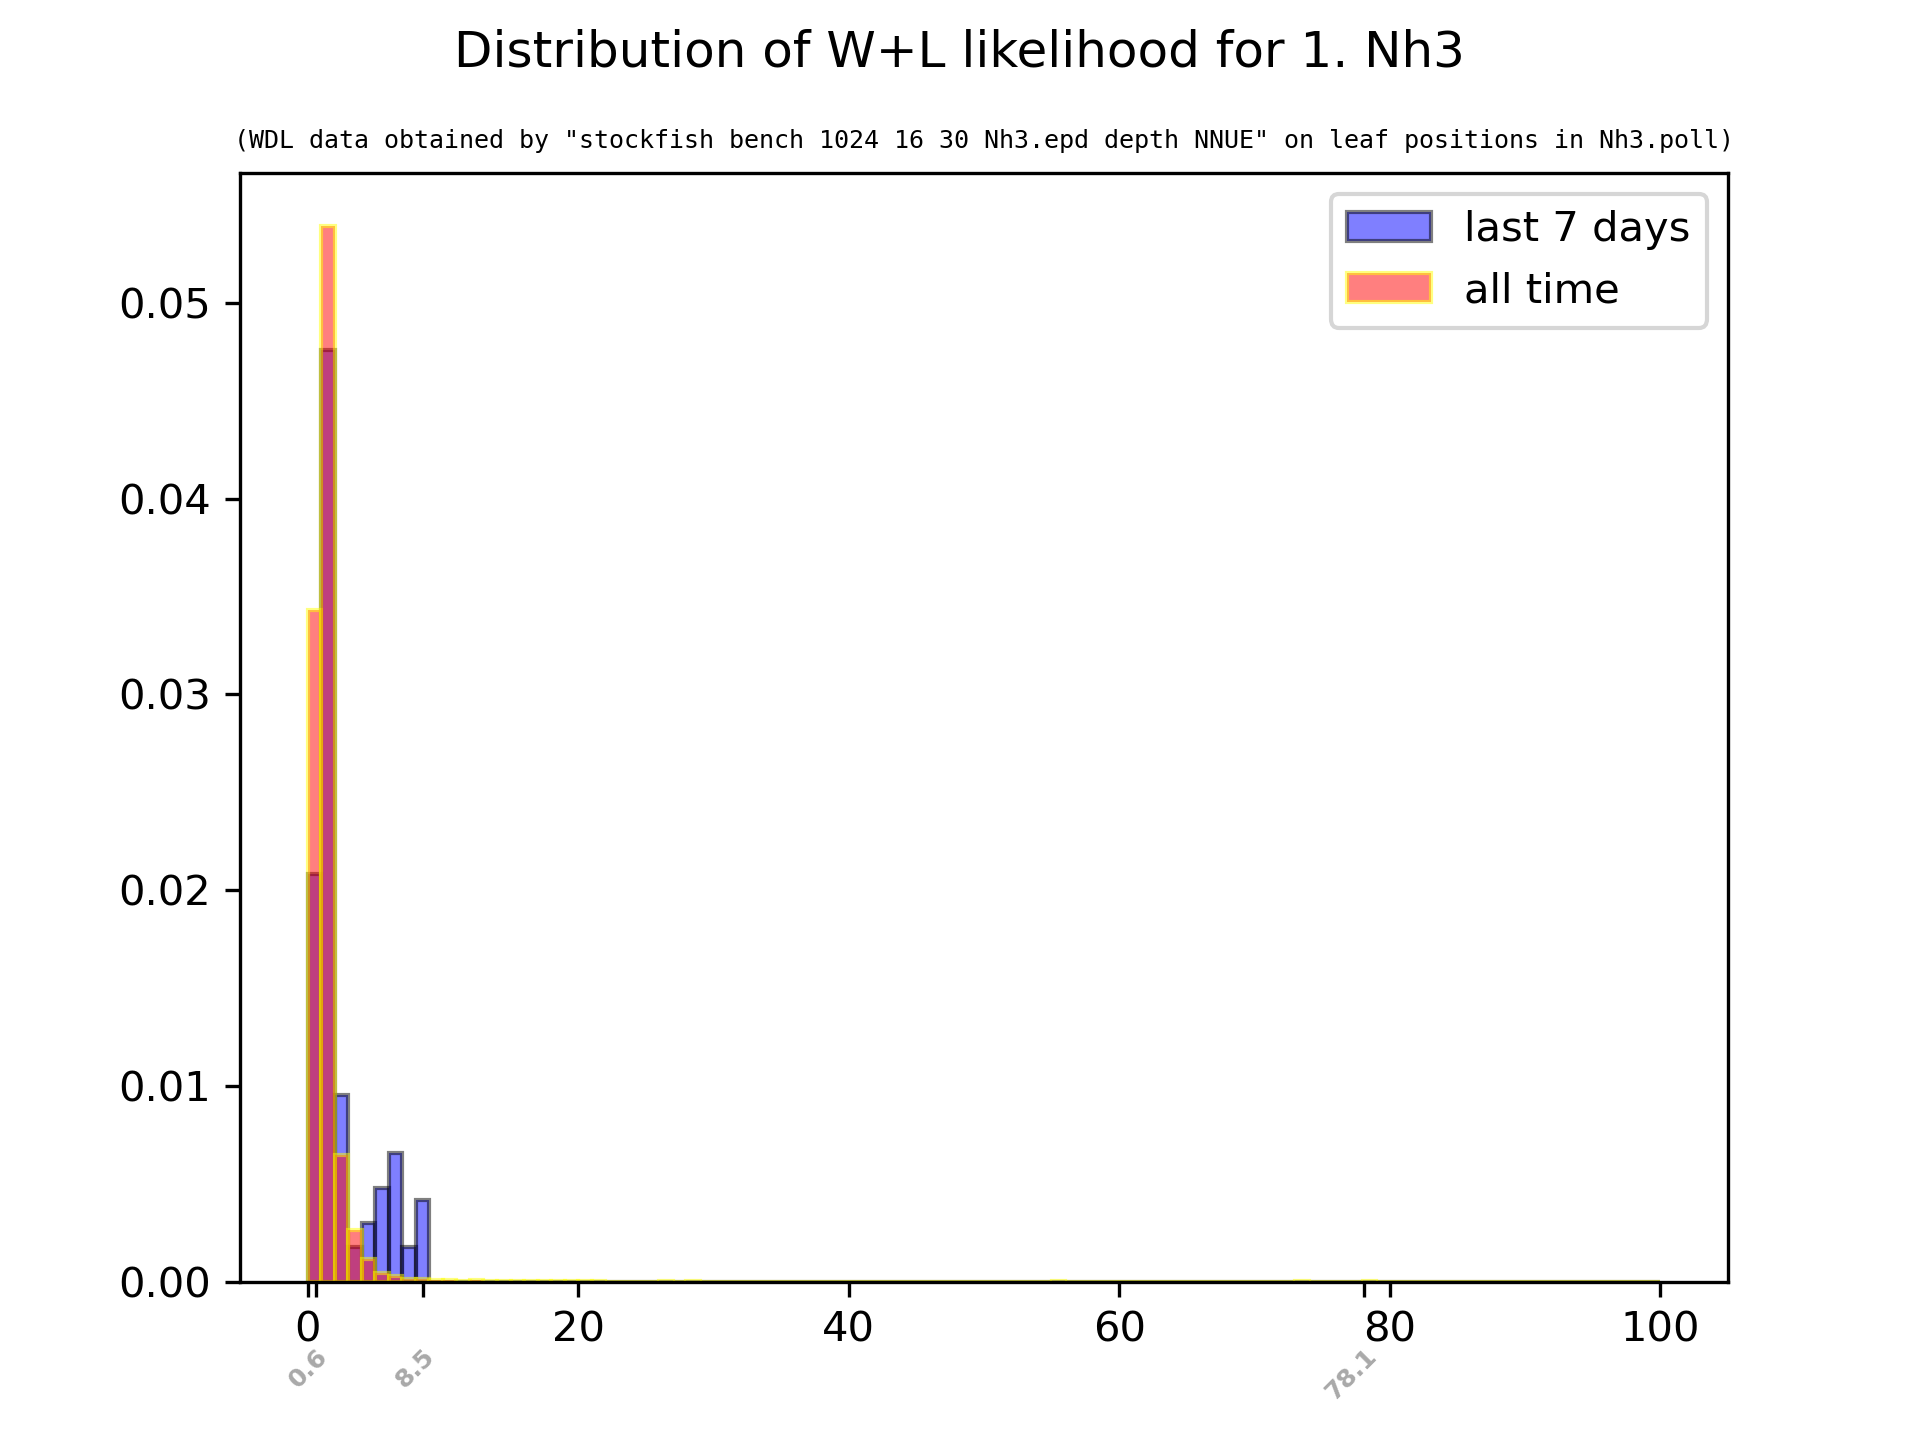 Distribution of W+L likelihood for 1. Nh3
(WDL data obtained by "stockfish bench 1024 16 30 Nh3.epd depth NNUE" on leaf positions in Nh3.poll)
last 7 days
all time
0.05
0.04
0.03
0.02
0.01
0.00
0 20 40 60 80 100
0.6 8.5 78.1